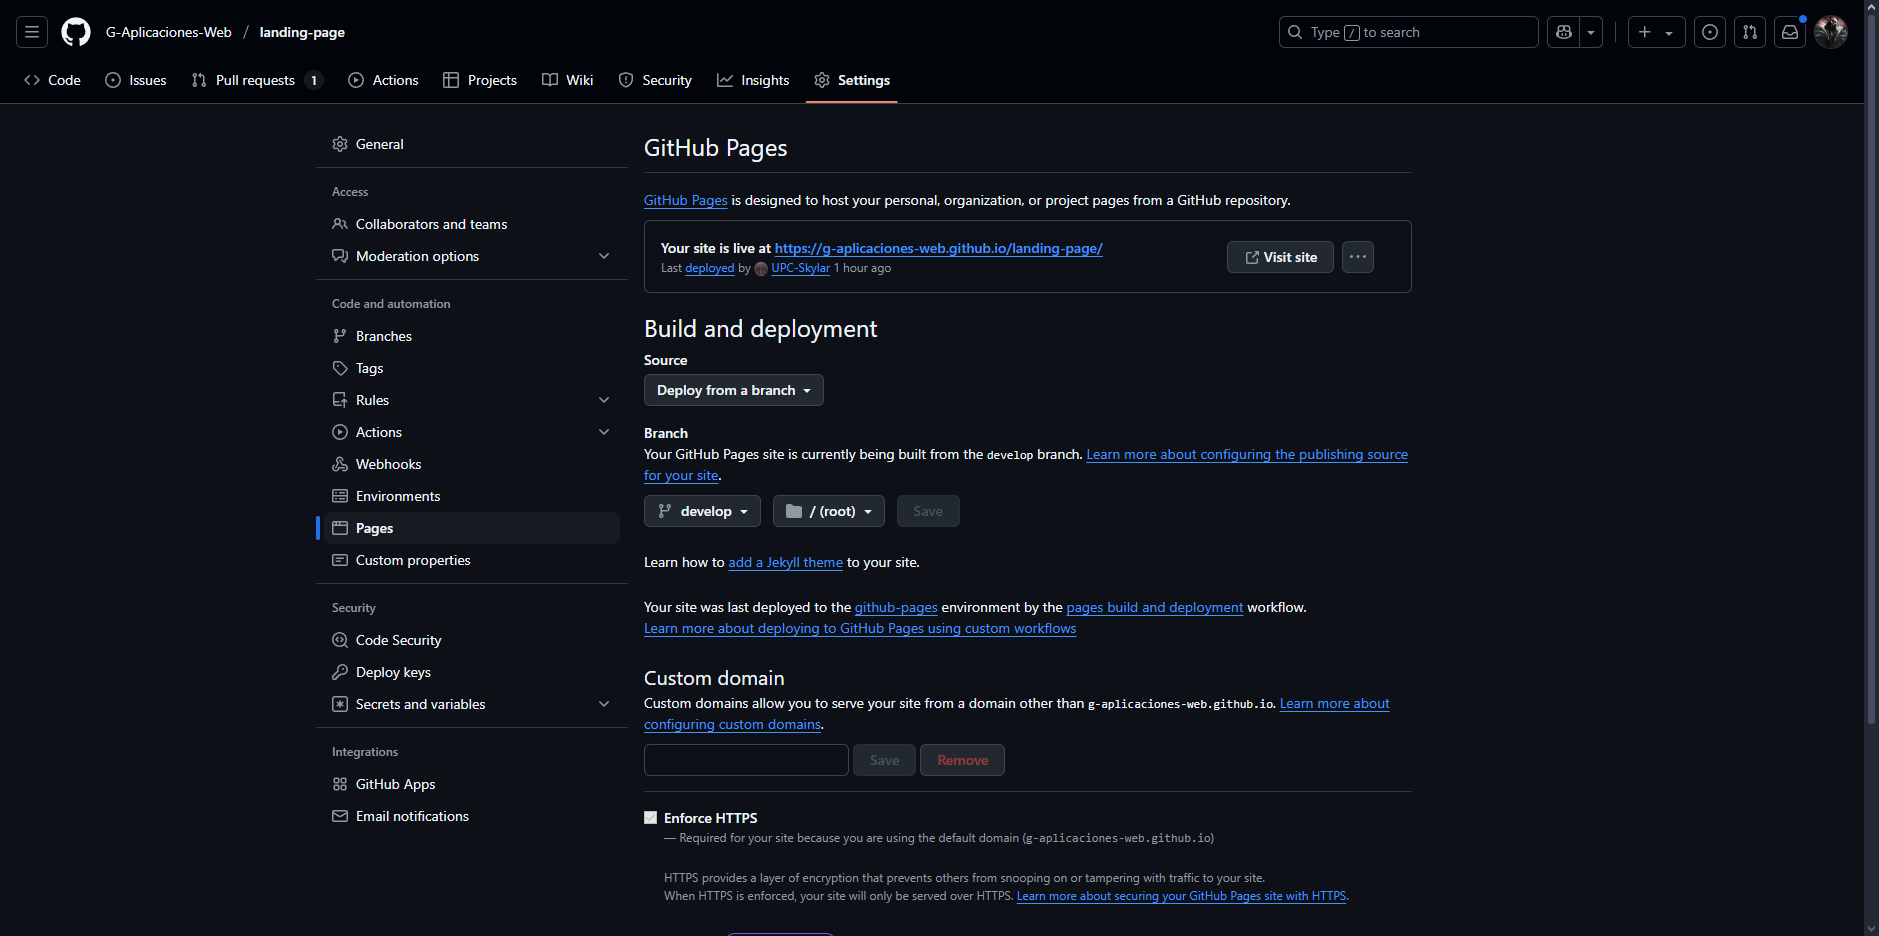 G-Aplicaciones-Web / landing-page
Type / to search
Code
Issues
Pull requests 1
Actions
Projects
Wiki
Security
Insights
Settings
General
Access
Collaborators and teams
Moderation options
Code and automation
Branches
Tags
Rules
Actions
Webhooks
Environments
Pages
Custom properties
Security
Code Security
Deploy keys
Secrets and variables
Integrations
GitHub Apps
Email notifications
GitHub Pages
GitHub Pages is designed to host your personal, organization, or project pages from a GitHub repository.
Your site is live at https://g-aplicaciones-web.github.io/landing-page/
Last deployed by UPC-Skylar 1 hour ago
Visit site
Build and deployment
Source
Deploy from a branch
Branch
Your GitHub Pages site is currently being built from the develop branch. Learn more about configuring the publishing source
for your site.
develop
/ (root)
Save
Learn how to add a Jekyll theme to your site.
Your site was last deployed to the github-pages environment by the pages build and deployment workflow.
Learn more about deploying to GitHub Pages using custom workflows
Custom domain
Custom domains allow you to serve your site from a domain other than g-aplicaciones-web.github.io. Learn more about
configuring custom domains.
Save
Remove
Enforce HTTPS
— Required for your site because you are using the default domain (g-aplicaciones-web.github.io)
HTTPS provides a layer of encryption that prevents others from snooping on or tampering with traffic to your site.
When HTTPS is enforced, your site will only be served over HTTPS. Learn more about securing your GitHub Pages site with HTTPS.